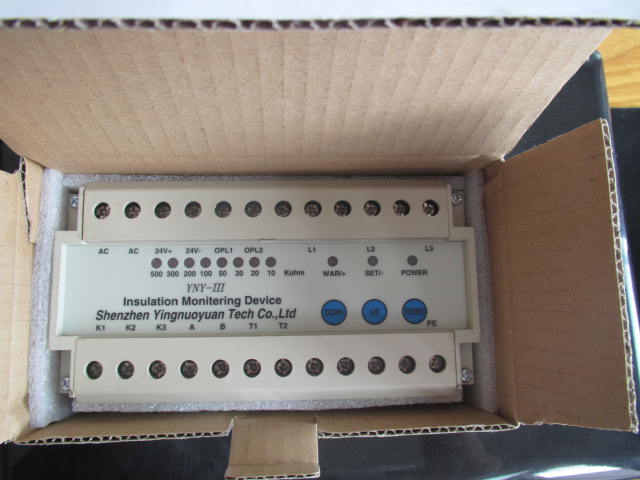 AC AC 24V+ 24V- OPL1 OPL2 L1 L2 L3
500 300 200 100 50 30 20 10 Kohm WAR/+ SET/- POWER
YNY-III
Insulation Monitering Device
Shenzhen Yingnuoyuan Tech Co.,Ltd
DOWN UP
K1 K2 K3 A B T1 T2 PE